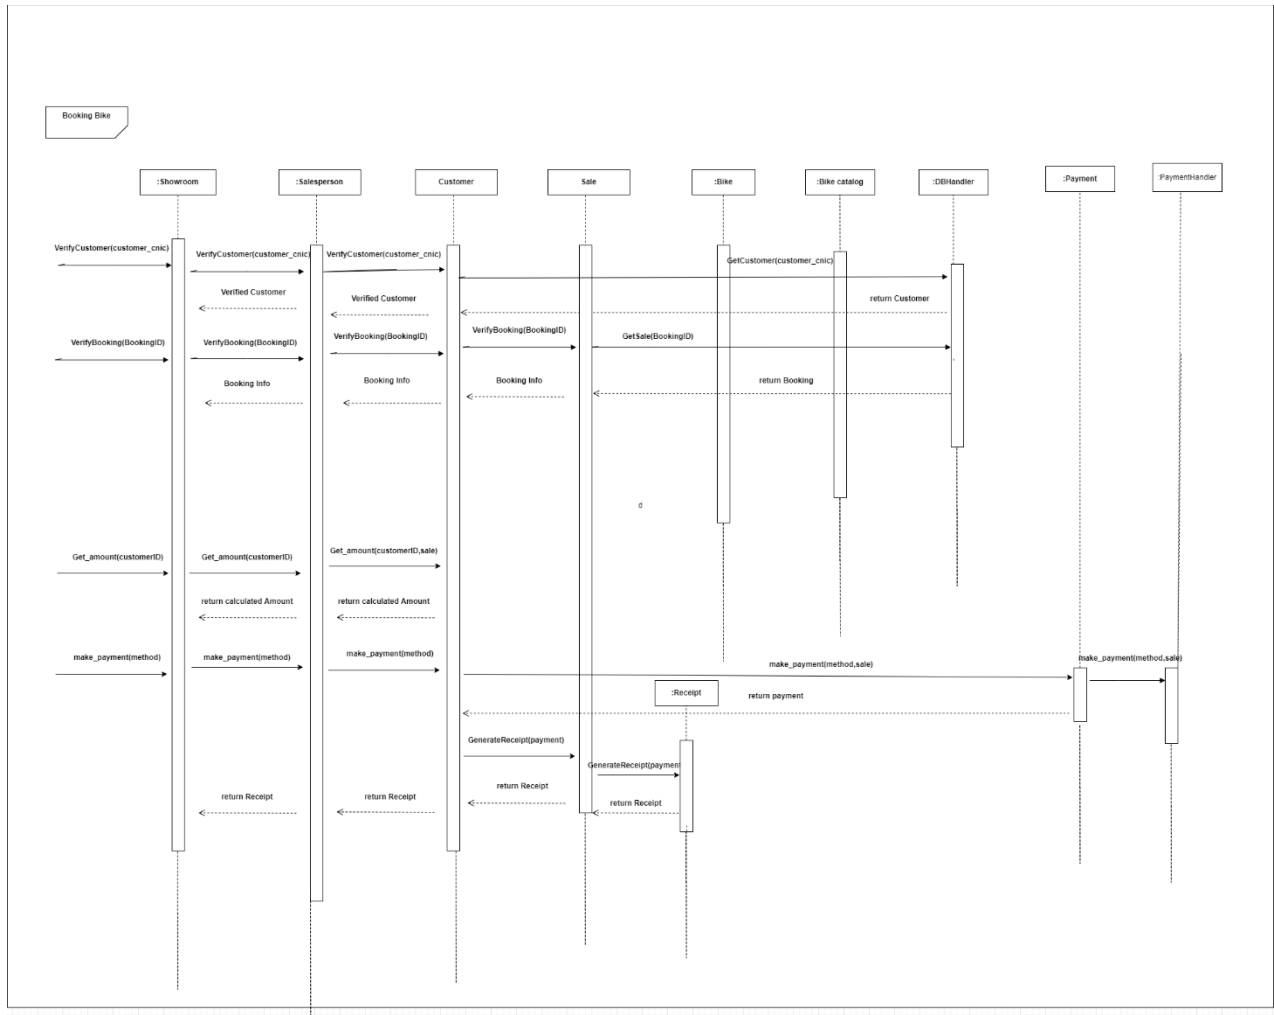 Booking Bike
:Showroom
:Salesperson
Customer
Sale
:Bike
:Bike catalog
:DBHandler
:Payment
:PaymentHandler
VerifyCustomer(customer_cnic)
VerifyCustomer(customer_cnic)
VerifyCustomer(customer_cnic)
GetCustomer(customer_cnic)
Verified Customer
Verified Customer
return Customer
VerifyBooking(BookingID)
VerifyBooking(BookingID)
VerifyBooking(BookingID)
VerifyBooking(BookingID)
GetSale(BookingID)
Booking Info
Booking Info
Booking Info
return Booking
d
Get_amount(customerID)
Get_amount(customerID)
Get_amount(customerID,sale)
return calculated Amount
return calculated Amount
make_payment(method)
make_payment(method)
make_payment(method)
make_payment(method,sale)
make_payment(method,sale)
:Receipt
return payment
GenerateReceipt(payment)
GenerateReceipt(payment
return Receipt
return Receipt
return Receipt
return Receipt